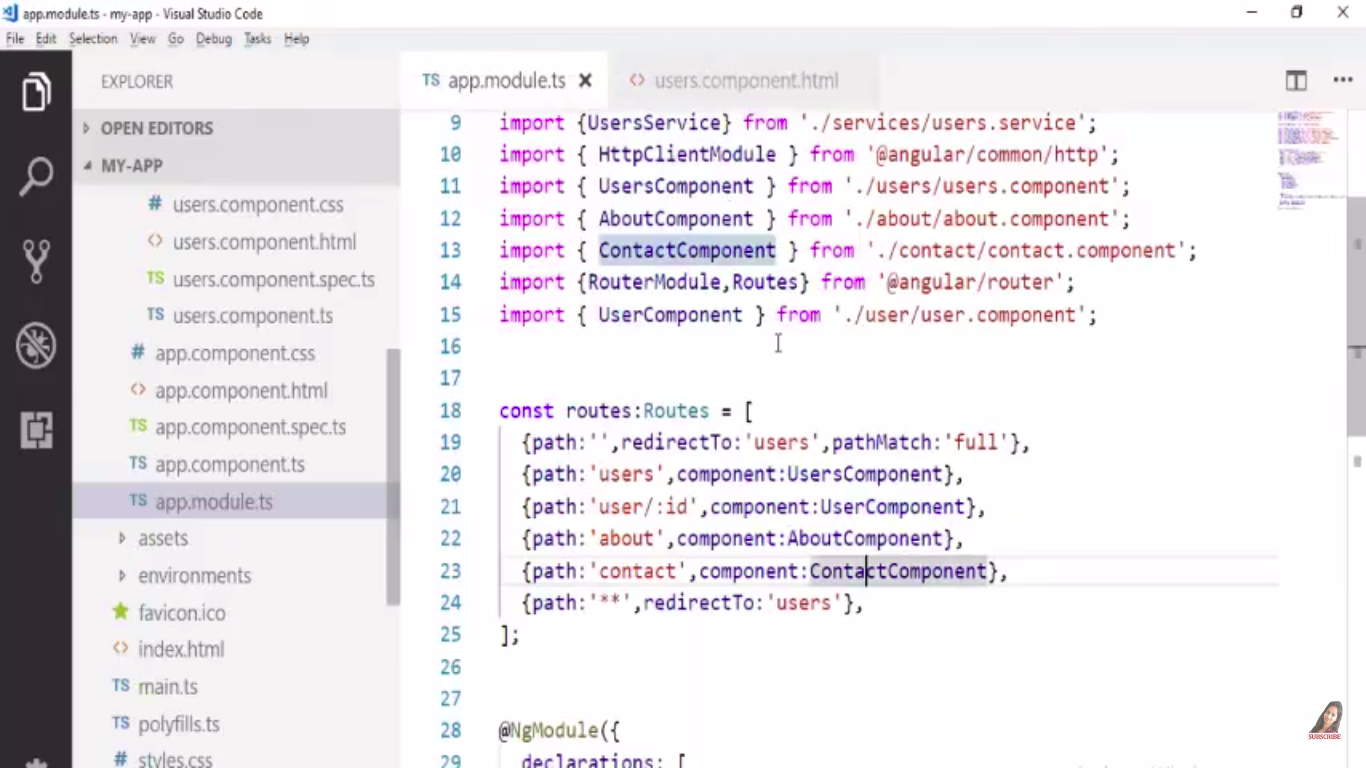 app.module.ts - my-app - Visual Studio Code
File Edit Selection View Go Debug Tasks Help
EXPLORER
OPEN EDITORS
MY-APP
# users.component.css
<> users.component.html
TS users.component.spec.ts
TS users.component.ts
# app.component.css
<> app.component.html
TS app.component.spec.ts
TS app.component.ts
TS app.module.ts
assets
environments
favicon.ico
<> index.html
TS main.ts
TS polyfills.ts
# styles.css
TS app.module.ts
<> users.component.html
9 import {UsersService} from './services/users.service';
10 import { HttpClientModule } from '@angular/common/http';
11 import { UsersComponent } from './users/users.component';
12 import { AboutComponent } from './about/about.component';
13 import { ContactComponent } from './contact/contact.component';
14 import {RouterModule,Routes} from '@angular/router';
15 import { UserComponent } from './user/user.component';
16
17
18 const routes:Routes = [
19 {path:'',redirectTo:'users',pathMatch:'full'},
20 {path:'users',component:UsersComponent},
21 {path:'user/:id',component:UserComponent},
22 {path:'about',component:AboutComponent},
23 {path:'contact',component:ContactComponent},
24 {path:'**',redirectTo:'users'},
25 ];
26
27
28 @NgModule({
29 declarations: [
SUBSCRIBE